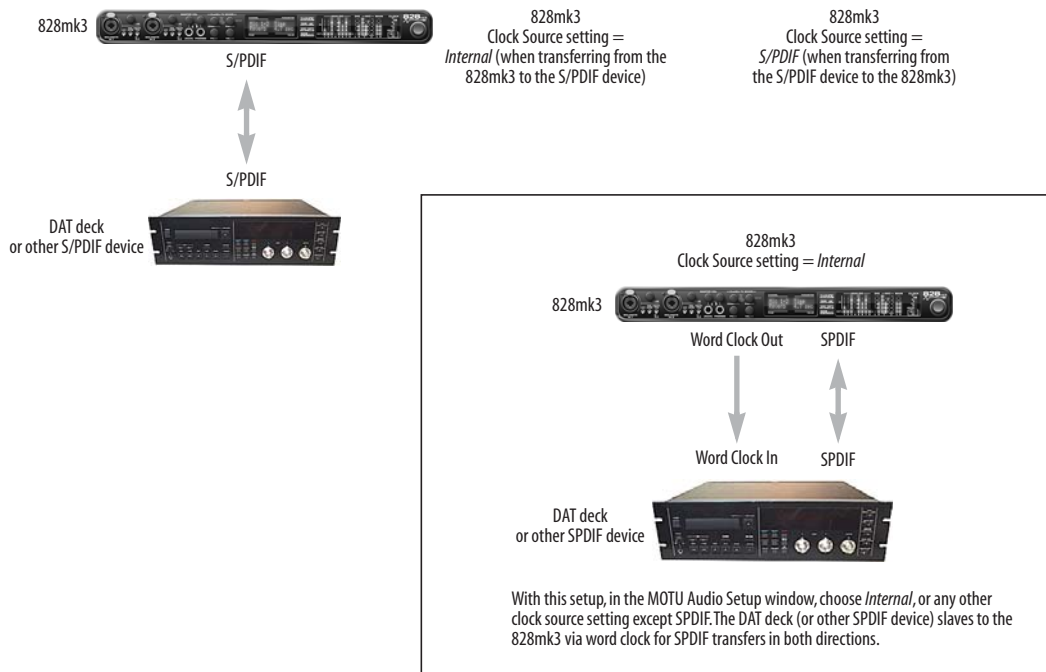 828mk3
S/PDIF
S/PDIF
DAT deck
or other S/PDIF device
828mk3
Clock Source setting =
Internal (when transferring from the
828mk3 to the S/PDIF device)
828mk3
Clock Source setting =
S/PDIF (when transferring from
the S/PDIF device to the 828mk3)
828mk3
Clock Source setting = Internal
828mk3
828
Word Clock Out SPDIF
Word Clock In SPDIF
DAT deck
or other SPDIF device
With this setup, in the MOTU Audio Setup window, choose Internal, or any other
clock source setting except SPDIF. The DAT deck (or other SPDIF device) slaves to the
828mk3 via word clock for SPDIF transfers in both directions.